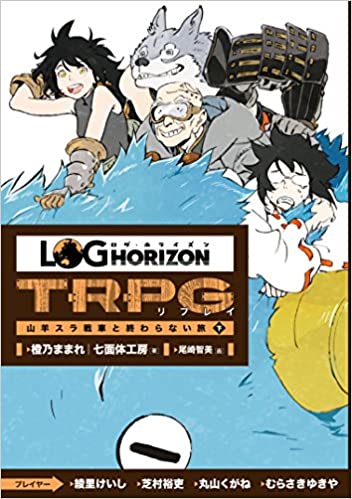 LOG HORIZON
ログ・ホライズン
TRPG
リプレイ
山羊スラ戦車と終わらない旅 下
▶橙乃ままれ|七面体工房[著] ▶尾崎智美[画]
プレイヤー ▶綾里けいし ▶芝村裕吏 ▶丸山くがね ▶むらさきゆきや